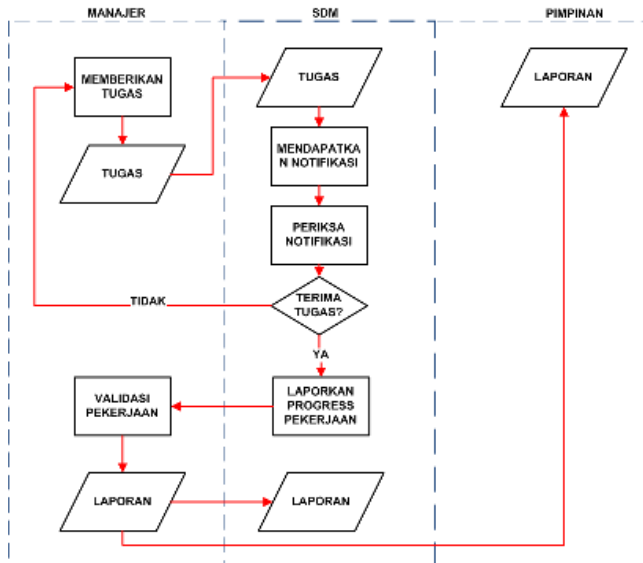 MANAJER
SDM
PIMPINAN
MEMBERIKAN
TUGAS
TUGAS
LAPORAN
TUGAS
MENDAPATKA
N NOTIFIKASI
PERIKSA
NOTIFIKASI
TIDAK
TERIMA
TUGAS?
YA
VALIDASI
PEKERJAAN
LAPORKAN
PROGRESS
PEKERJAAN
LAPORAN
LAPORAN